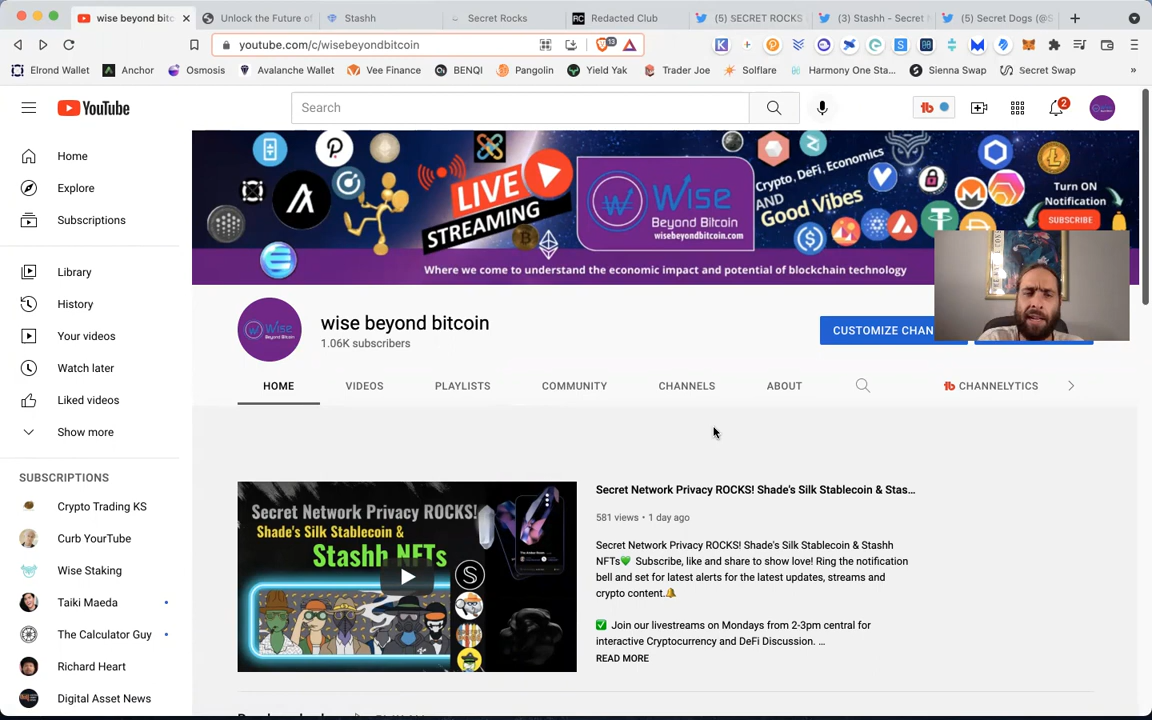 wise beyond bitc
Unlock the Future of
Stashh
Secret Rocks
Redacted Club
(5) SECRET ROCKS
(3) Stashh - Secret
(5) Secret Dogs (@S
youtube.com/c/wisebeyondbitcoin
Elrond Wallet
Anchor
Osmosis
Avalanche Wallet
Vee Finance
BENQI
Pangolin
Yield Yak
Trader Joe
Solflare
Harmony One Sta...
Sienna Swap
Secret Swap
YouTube
Search
2
Home
Explore
Subscriptions
Library
History
Your videos
Watch later
Liked videos
Show more
SUBSCRIPTIONS
Crypto Trading KS
Curb YourTube
Wise Staking
Taiki Maeda
The Calculator Guy
Richard Heart
Digital Asset News
LIVE
STREAMING
Wise
Beyond Bitcoin
wisebeyondbitcoin.com
Crypto, DeFi, Economics
AND
Good Vibes
Turn ON
Notification
SUBSCRIBE
Where we come to understand the economic impact and potential of blockchain technology
wise beyond bitcoin
1.06K subscribers
CUSTOMIZE CHAN
HOME
VIDEOS
PLAYLISTS
COMMUNITY
CHANNELS
ABOUT
CHANNELYTICS
Secret Network Privacy ROCKS!
Shade's Silk Stablecoin &
Stashh NFTs
Secret Network Privacy ROCKS! Shade's Silk Stablecoin & Stas...
581 views • 1 day ago
Secret Network Privacy ROCKS! Shade's Silk Stablecoin & Stashh
NFTs💚 Subscribe, like and share to show love! Ring the notification
bell and set for latest alerts for the latest updates, streams and
crypto content.🔔
✅ Join our livestreams on Mondays from 2-3pm central for
interactive Cryptocurrency and DeFi Discussion. ...
READ MORE